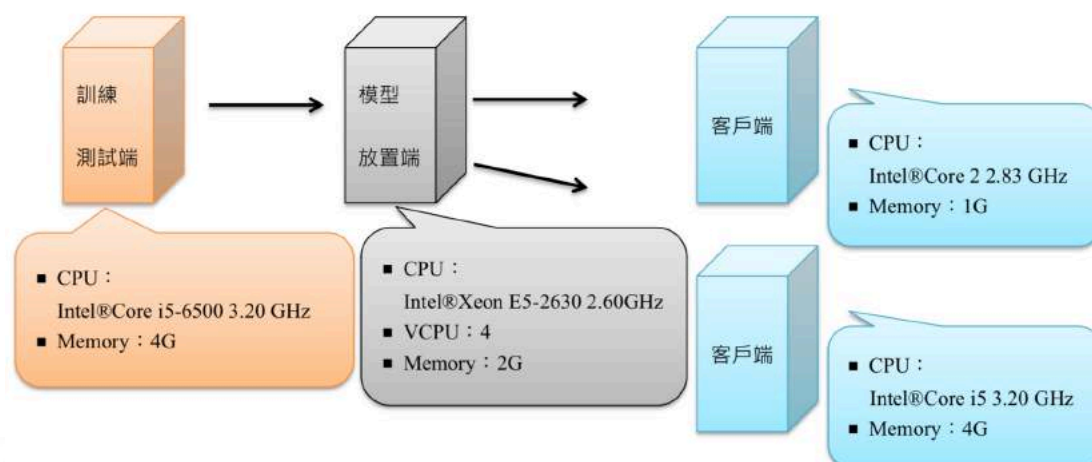 訓練
測試端
■ CPU：
Intel®Core i5-6500 3.20 GHz
■ Memory：4G
模型
放置端
■ CPU：
Intel®Xeon E5-2630 2.60GHz
■ VCPU：4
■ Memory：2G
客戶端
■ CPU：
Intel®Core 2 2.83 GHz
■ Memory：1G
客戶端
■ CPU：
Intel®Core i5 3.20 GHz
■ Memory：4G